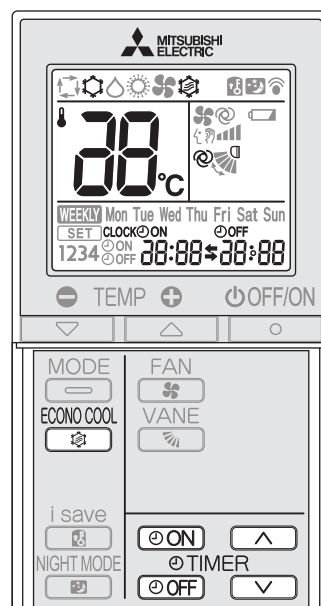 MITSUBISHI
ELECTRIC
88°C
WEEKLY Mon Tue Wed Thu Fri Sat Sun
SET CLOCK ON OFF
1234 ON OFF 88:88 88:88
TEMP OFF/ON
MODE FAN
ECONO COOL VANE
i save
ON
NIGHT MODE TIMER
OFF